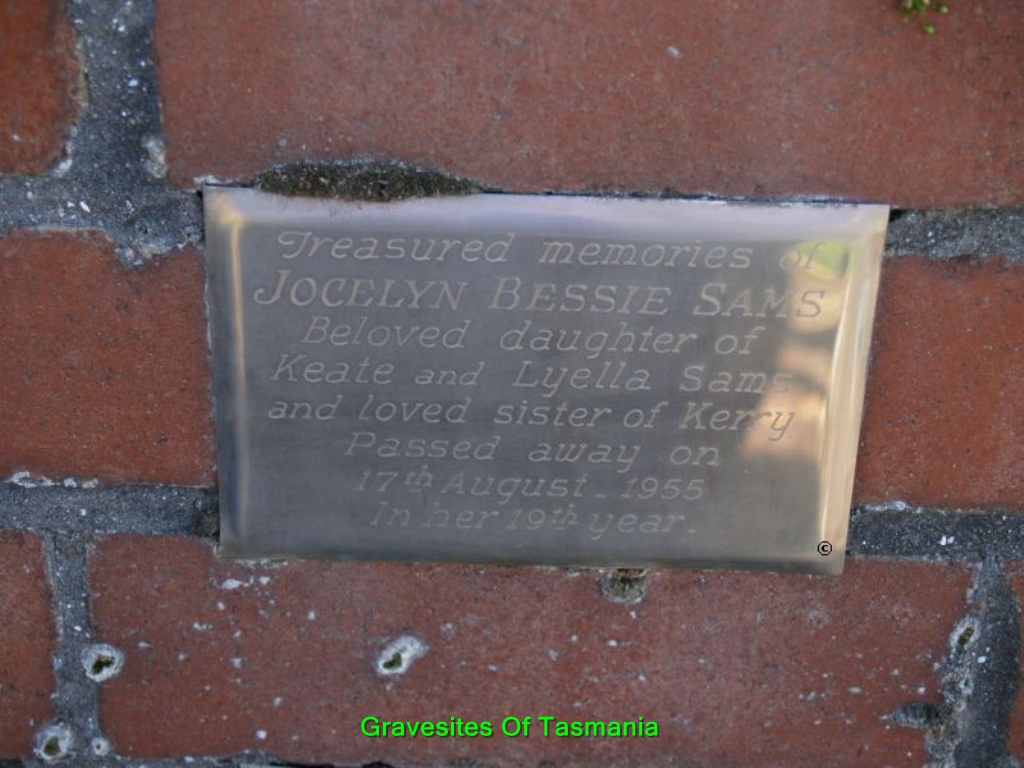 Treasured memories of
JOCELYN BESSIE SAMS
Beloved daughter of
Keate and Lyella Sams
and loved sister of Kerry
Passed away on
17th August - 1955
In her 19th year.
©
Gravesites Of Tasmania